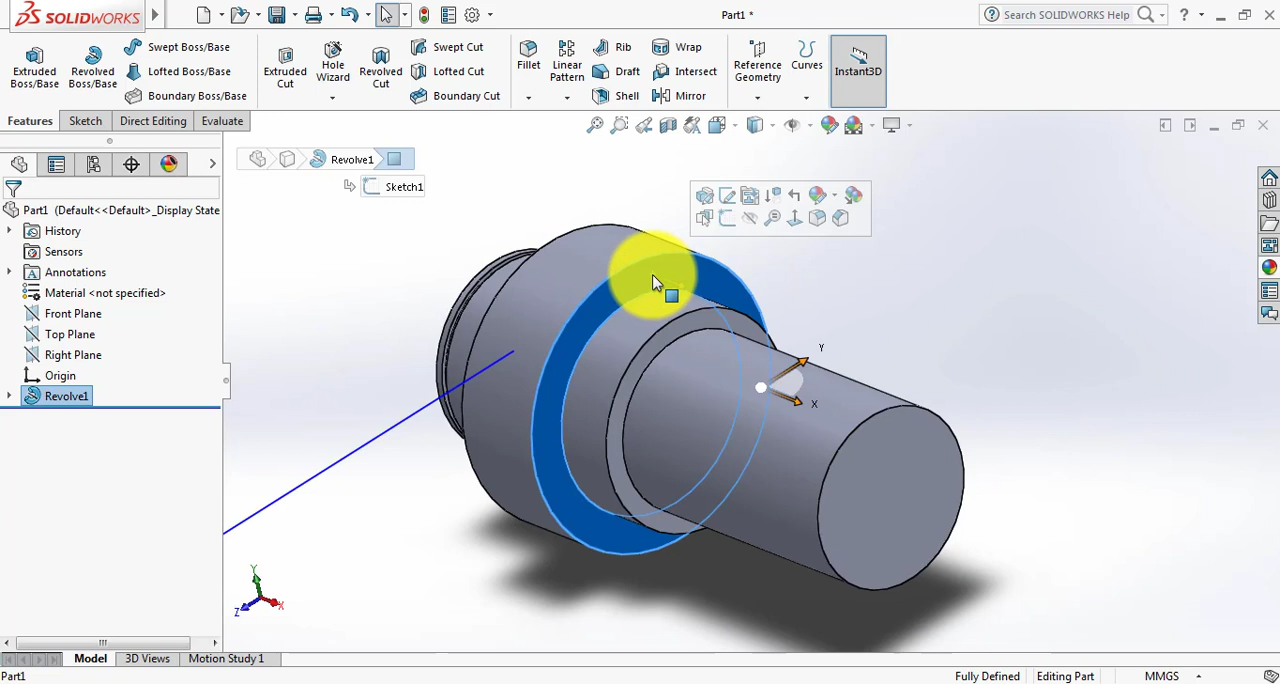 SOLIDWORKS
Part1 *
Search SOLIDWORKS Help
Extruded Boss/Base
Revolved Boss/Base
Swept Boss/Base
Lofted Boss/Base
Boundary Boss/Base
Extruded Cut
Hole Wizard
Revolved Cut
Swept Cut
Lofted Cut
Boundary Cut
Fillet
Linear Pattern
Rib
Draft
Shell
Wrap
Intersect
Mirror
Reference Geometry
Curves
Instant3D
Features
Sketch
Direct Editing
Evaluate
Revolve1
Sketch1
Part1 (Default<<Default>_Display State
History
Sensors
Annotations
Material <not specified>
Front Plane
Top Plane
Right Plane
Origin
Revolve1
Y
X
Y
Z
X
Model
3D Views
Motion Study 1
Part1
Fully Defined
Editing Part
MMGS